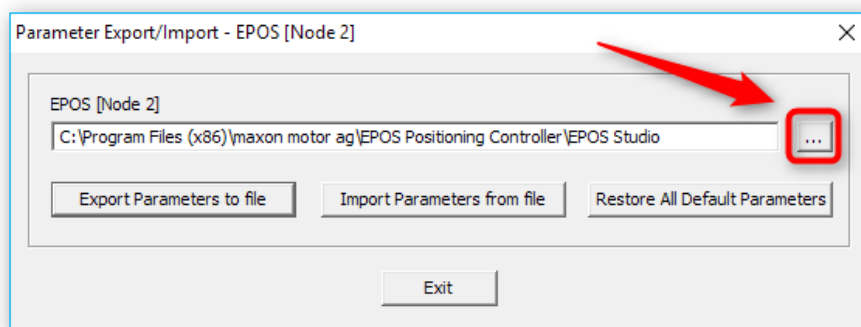 Parameter Export/Import - EPOS [Node 2]
EPOS [Node 2]
C:\Program Files (x86)\maxon motor ag\EPOS Positioning Controller\EPOS Studio
...
Export Parameters to file
Import Parameters from file
Restore All Default Parameters
Exit